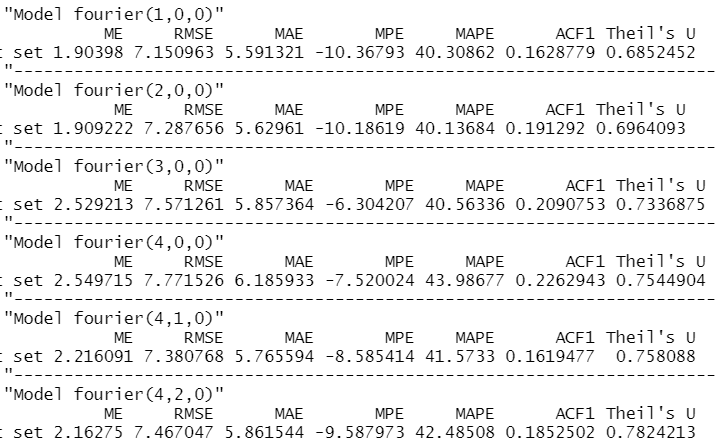 "Model fourier(1,0,0)"
ME RMSE MAE MPE MAPE ACF1 Theil's U
t set 1.90398 7.150963 5.591321 -10.36793 40.30862 0.1628779 0.6852452
"----------------------------------------------------------------------
"Model fourier(2,0,0)"
ME RMSE MAE MPE MAPE ACF1 Theil's U
t set 1.909222 7.287656 5.62961 -10.18619 40.13684 0.191292 0.6964093
"----------------------------------------------------------------------
"Model fourier(3,0,0)"
ME RMSE MAE MPE MAPE ACF1 Theil's U
t set 2.529213 7.571261 5.857364 -6.304207 40.56336 0.2090753 0.7336875
"----------------------------------------------------------------------
"Model fourier(4,0,0)"
ME RMSE MAE MPE MAPE ACF1 Theil's U
t set 2.549715 7.771526 6.185933 -7.520024 43.98677 0.2262943 0.7544904
"----------------------------------------------------------------------
"Model fourier(4,1,0)"
ME RMSE MAE MPE MAPE ACF1 Theil's U
t set 2.216091 7.380768 5.765594 -8.585414 41.5733 0.1619477 0.758088
"----------------------------------------------------------------------
"Model fourier(4,2,0)"
ME RMSE MAE MPE MAPE ACF1 Theil's U
t set 2.16275 7.467047 5.861544 -9.587973 42.48508 0.1852502 0.7824213